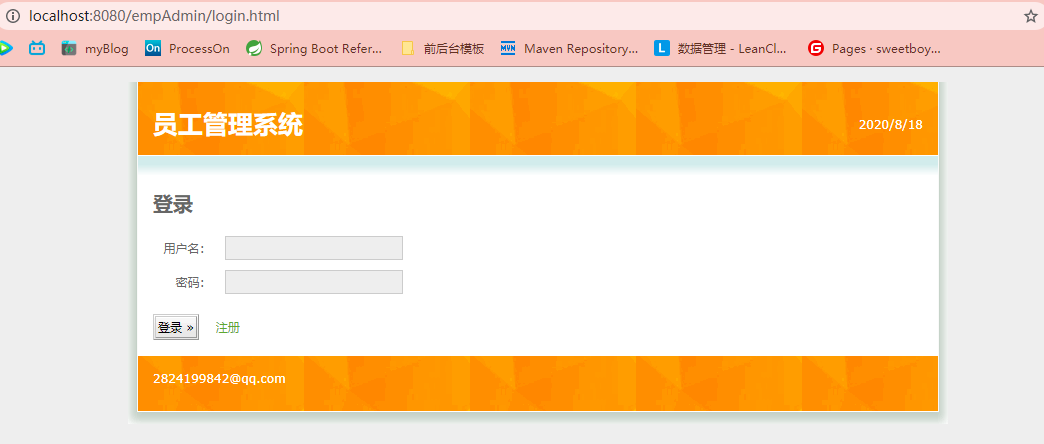 localhost:8080/empAdmin/login.html
myBlog On ProcessOn Spring Boot Refer... 前后台模板 MVN Maven Repository... L 数据管理 - LeanCl... G Pages · sweetboy...
员工管理系统
2020/8/18
登录
用户名:
密码:
登录 » 注册
2824199842@qq.com